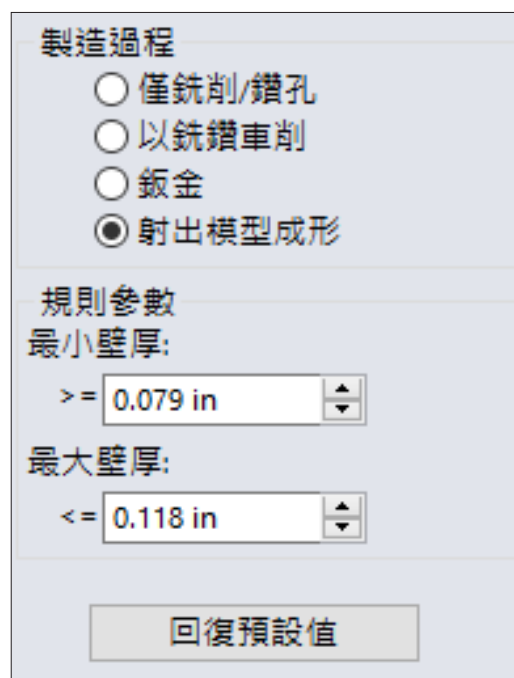 製造過程
僅銑削/鑽孔
以銑鑽車削
鈑金
射出模型成形
規則參數
最小壁厚:
>= 0.079 in
最大壁厚:
<= 0.118 in
回復預設值